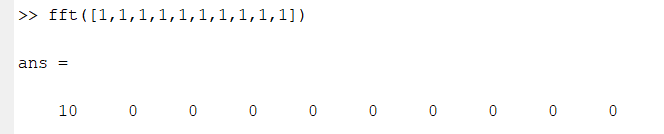 >> fft([1,1,1,1,1,1,1,1,1,1])
ans =
10 0 0 0 0 0 0 0 0 0